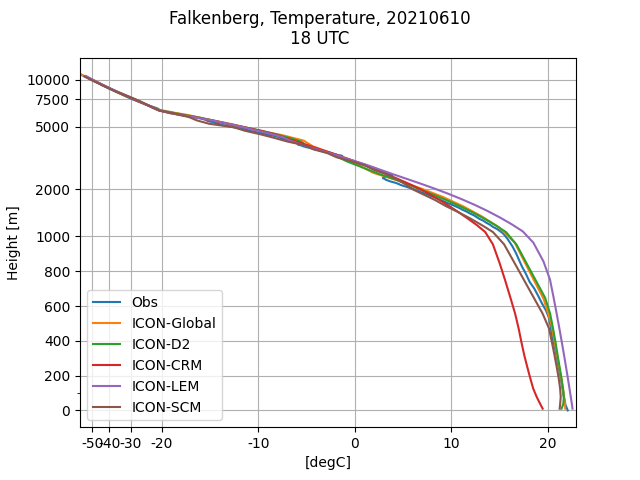 Falkenberg, Temperature, 20210610
18 UTC
Height [m]
10000
7500
5000
2000
1000
800
600
400
200
0
Obs
ICON-Global
ICON-D2
ICON-CRM
ICON-LEM
ICON-SCM
-50 -40 -30 -20 -10 0 10 20
[degC]